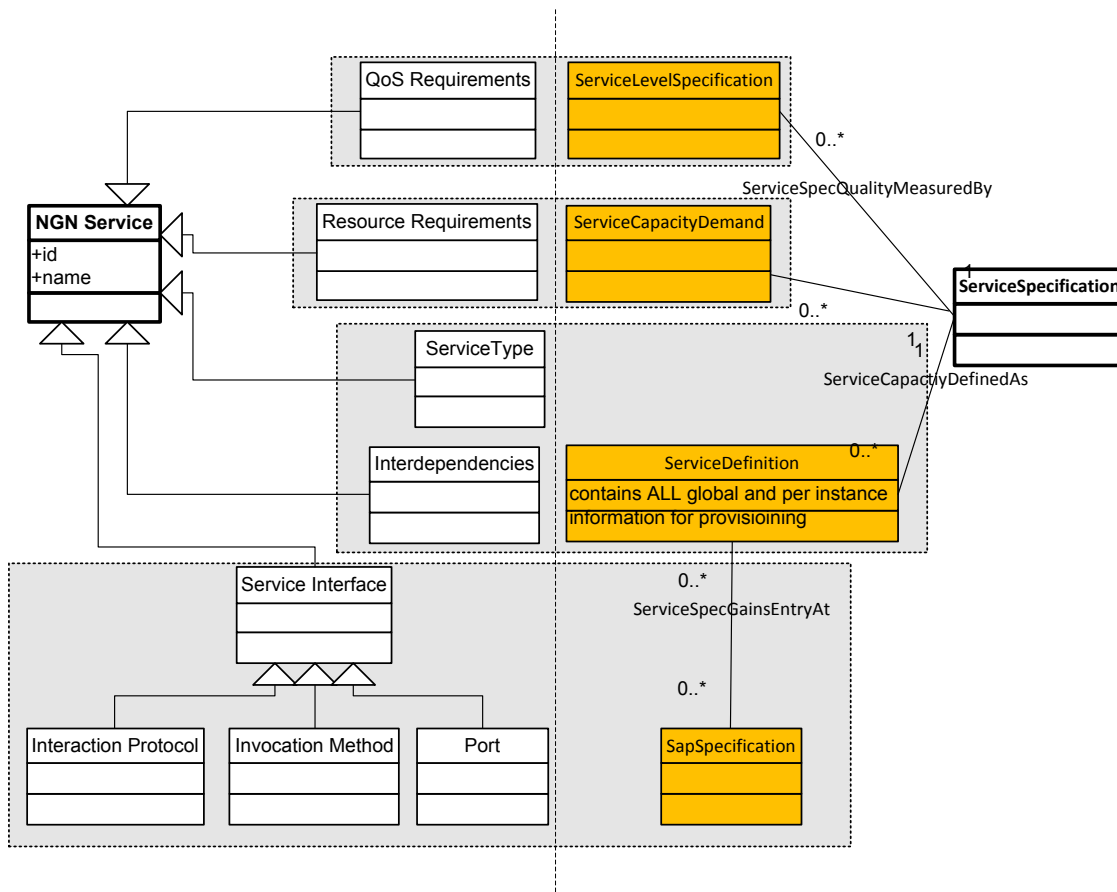 QoS Requirements
ServiceLevelSpecification
0..*
ServiceSpecQualityMeasuredBy
NGN Service
+id
+name
Resource Requirements
ServiceCapacityDemand
1
ServiceSpecification
0..*
ServiceType
1
1
ServiceCapactlyDefinedAs
Interdependencies
0..*
ServiceDefinition
contains ALL global and per instance
information for provisioining
Service Interface
0..*
ServiceSpecGainsEntryAt
0..*
Interaction Protocol
Invocation Method
Port
SapSpecification